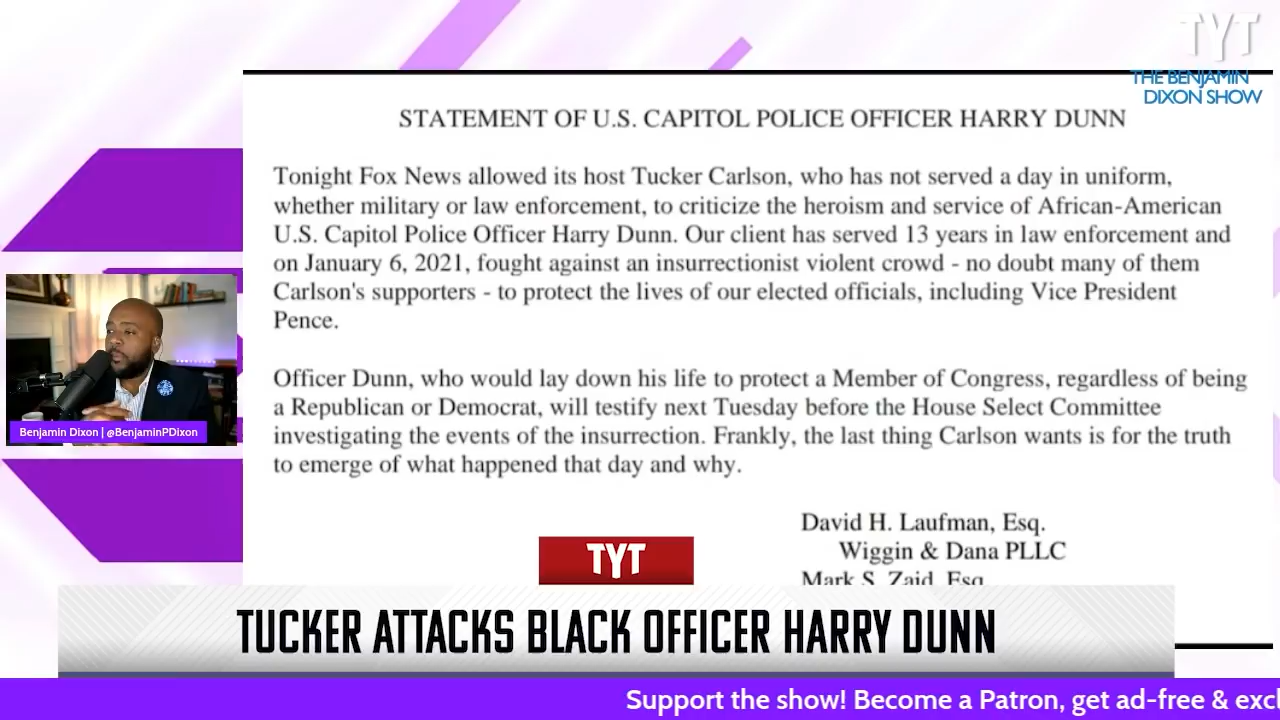 TYT
THE BENJAMIN
DIXON SHOW
STATEMENT OF U.S. CAPITOL POLICE OFFICER HARRY DUNN
Tonight Fox News allowed its host Tucker Carlson, who has not served a day in uniform,
whether military or law enforcement, to criticize the heroism and service of African-American
U.S. Capitol Police Officer Harry Dunn. Our client has served 13 years in law enforcement and
on January 6, 2021, fought against an insurrectionist violent crowd - no doubt many of them
Carlson's supporters - to protect the lives of our elected officials, including Vice President
Pence.
Officer Dunn, who would lay down his life to protect a Member of Congress, regardless of being
a Republican or Democrat, will testify next Tuesday before the House Select Committee
investigating the events of the insurrection. Frankly, the last thing Carlson wants is for the truth
to emerge of what happened that day and why.
David H. Laufman, Esq.
Wiggin & Dana PLLC
Mark S. Zaid, Esq.
Benjamin Dixon | @BenjaminPDixon
TYT
TUCKER ATTACKS BLACK OFFICER HARRY DUNN
Support the show! Become a Patron, get ad-free & excl